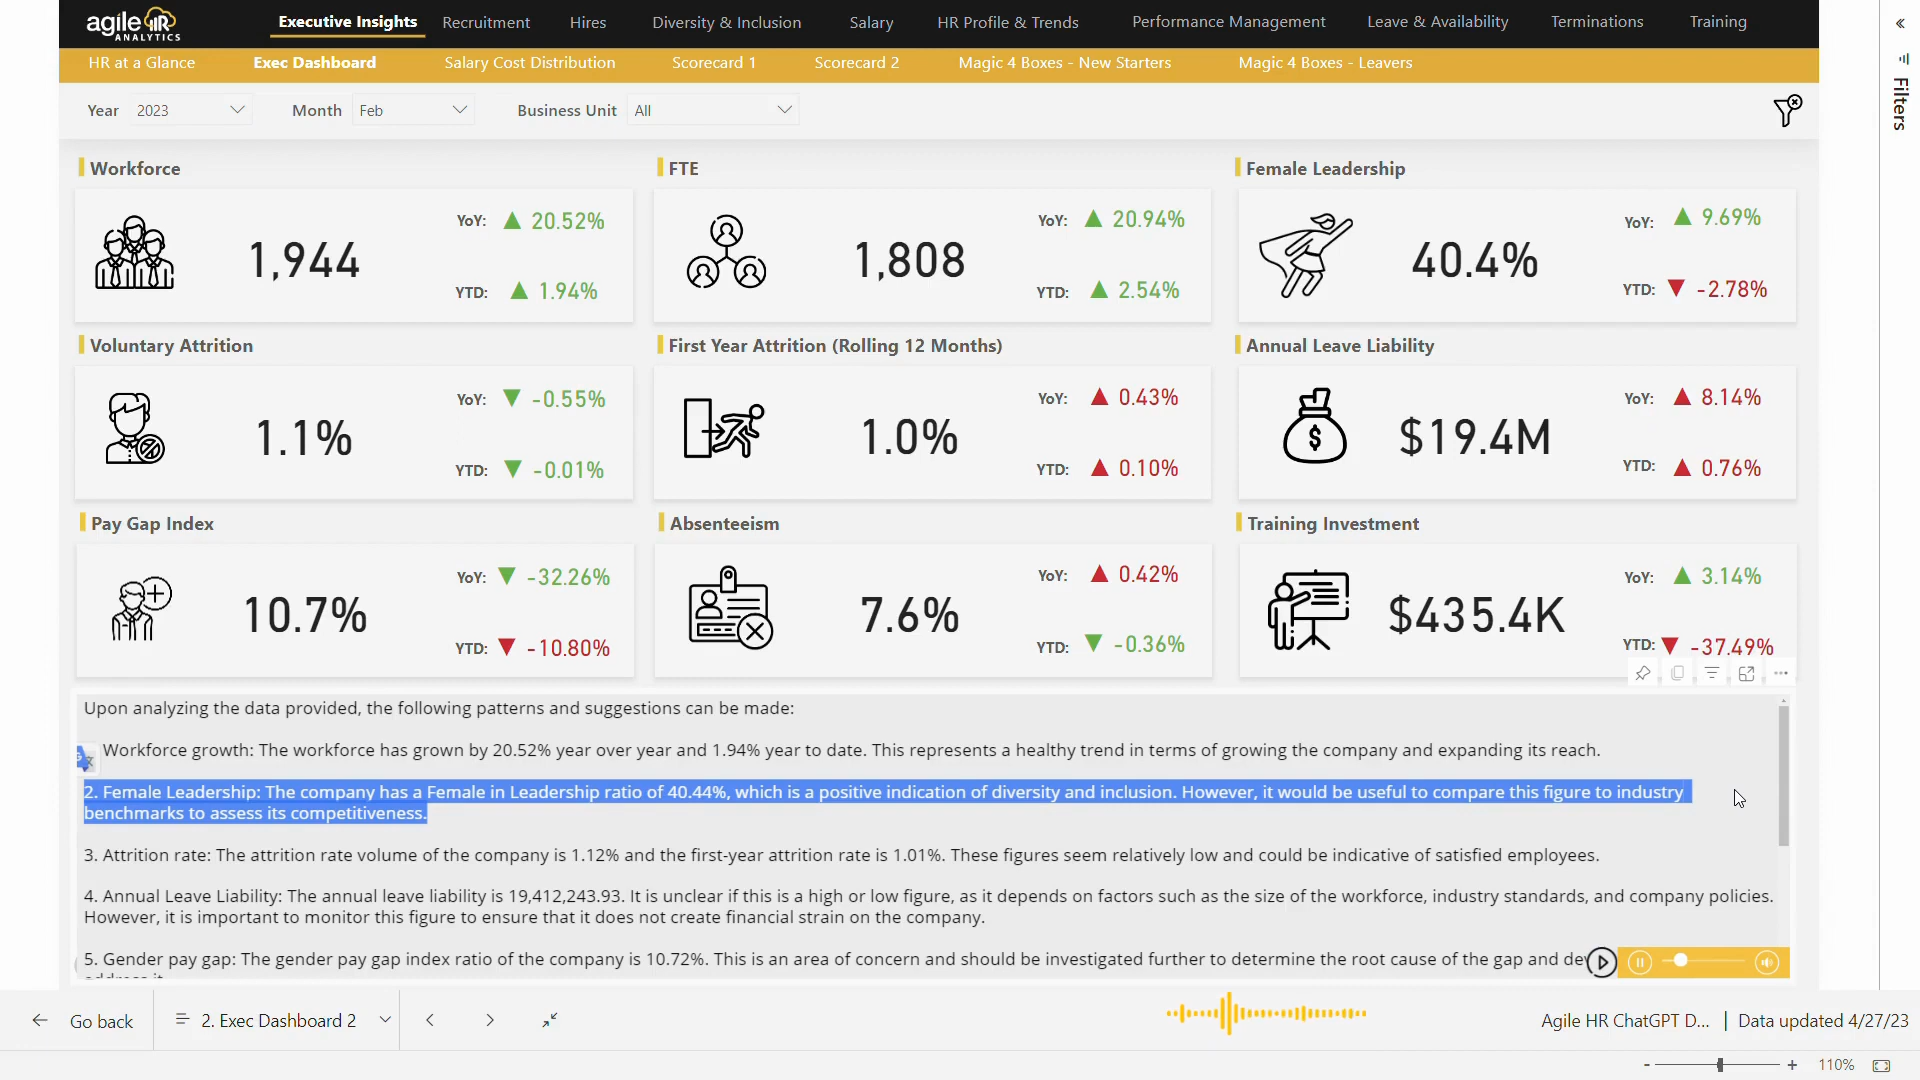 agile HR
ANALYTICS
Executive Insights Recruitment Hires Diversity & Inclusion Salary HR Profile & Trends Performance Management Leave & Availability Terminations Training
HR at a Glance Exec Dashboard Salary Cost Distribution Scorecard 1 Scorecard 2 Magic 4 Boxes - New Starters Magic 4 Boxes - Leavers
Filters
Year 2023 Month Feb Business Unit All
Workforce
1,944
YoY: ▲ 20.52%
YTD: ▲ 1.94%
FTE
1,808
YoY: ▲ 20.94%
YTD: ▲ 2.54%
Female Leadership
40.4%
YoY: ▲ 9.69%
YTD: ▼ -2.78%
Voluntary Attrition
1.1%
YoY: ▼ -0.55%
YTD: ▼ -0.01%
First Year Attrition (Rolling 12 Months)
1.0%
YoY: ▲ 0.43%
YTD: ▲ 0.10%
Annual Leave Liability
$19.4M
YoY: ▲ 8.14%
YTD: ▲ 0.76%
Pay Gap Index
10.7%
YoY: ▼ -32.26%
YTD: ▼ -10.80%
Absenteeism
7.6%
YoY: ▲ 0.42%
YTD: ▼ -0.36%
Training Investment
$435.4K
YoY: ▲ 3.14%
YTD: ▼ -37.49%
Upon analyzing the data provided, the following patterns and suggestions can be made:
Workforce growth: The workforce has grown by 20.52% year over year and 1.94% year to date. This represents a healthy trend in terms of growing the company and expanding its reach.
2. Female Leadership: The company has a Female in Leadership ratio of 40.44%, which is a positive indication of diversity and inclusion. However, it would be useful to compare this figure to industry
benchmarks to assess its competitiveness.
3. Attrition rate: The attrition rate volume of the company is 1.12% and the first-year attrition rate is 1.01%. These figures seem relatively low and could be indicative of satisfied employees.
4. Annual Leave Liability: The annual leave liability is 19,412,243.93. It is unclear if this is a high or low figure, as it depends on factors such as the size of the workforce, industry standards, and company policies.
However, it is important to monitor this figure to ensure that it does not create financial strain on the company.
5. Gender pay gap: The gender pay gap index ratio of the company is 10.72%. This is an area of concern and should be investigated further to determine the root cause of the gap and de
Go back 2. Exec Dashboard 2 Agile HR ChatGPT D... | Data updated 4/27/23
- + 110%